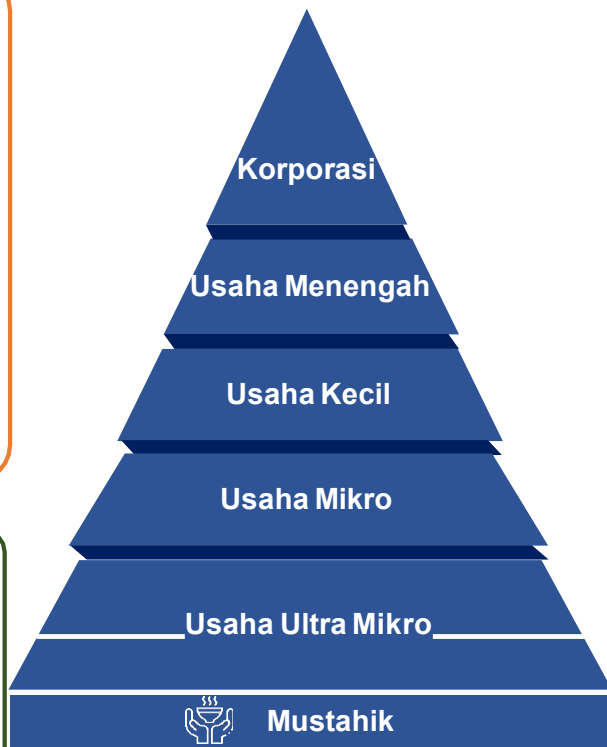 Korporasi
Usaha Menengah
Usaha Kecil
Usaha Mikro
Usaha Ultra Mikro
Mustahik